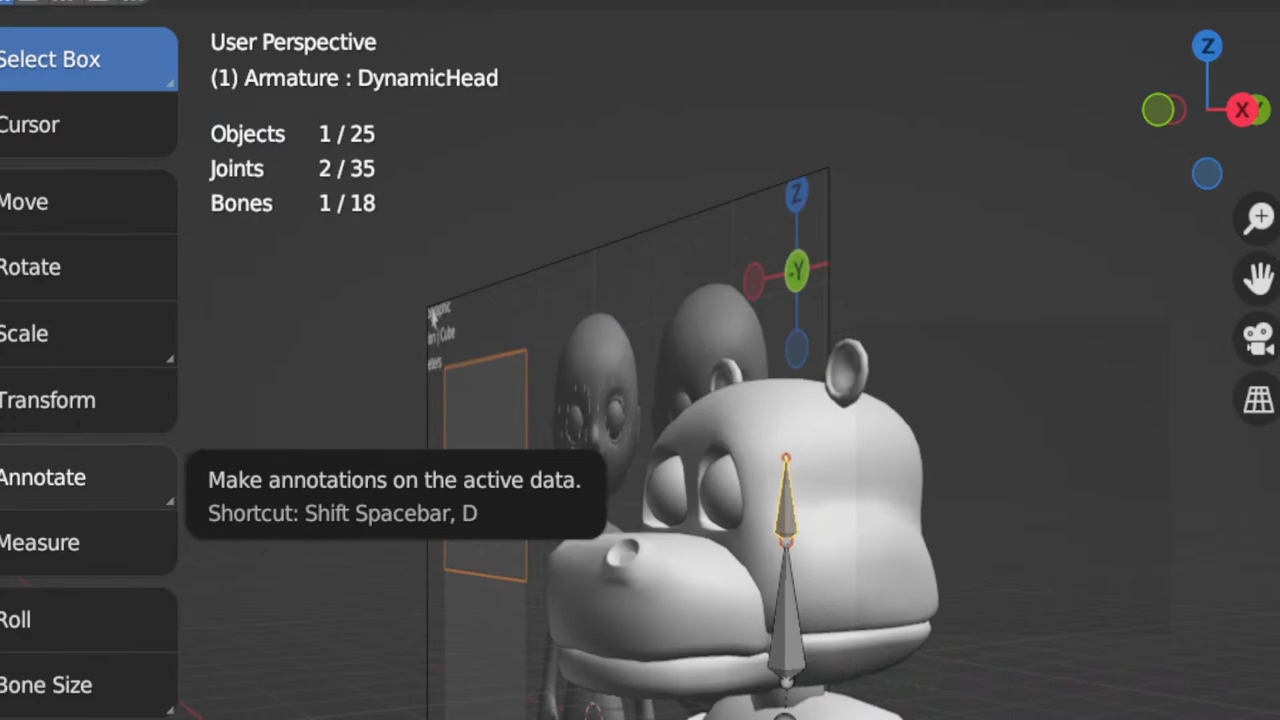 Select Box
Cursor
Move
Rotate
Scale
Transform
Annotate
Measure
Roll
Bone Size
User Perspective
(1) Armature : DynamicHead
Objects 1 / 25
Joints 2 / 35
Bones 1 / 18
Make annotations on the active data.
Shortcut: Shift Spacebar, D
Z
X
Y
Z
-Y
| Cube